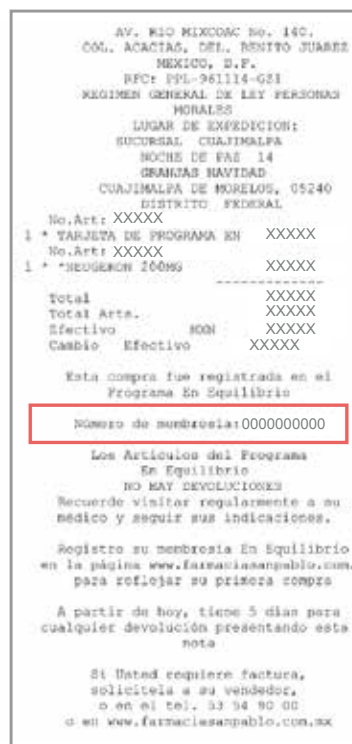 AV. RIO MIXCOAC No. 140,
COL. ACACIAS, DEL. BENITO JUAREZ
MEXICO, D.F.
RFC: PPL-961114-GZ1
REGIMEN GENERAL DE LEY PERSONAS
MORALES
LUGAR DE EXPEDICION:
SUCURSAL CUAJIMALPA
NOCHE DE PAZ 14
GRANJAS NAVIDAD
CUAJIMALPA DE MORELOS, 05240
DISTRITO FEDERAL
No.Art: XXXXX
1 * TARJETA DE PROGRAMA EN XXXXX
No.Art: XXXXX
1 * *NEUGERON 200MG XXXXX
-------------
Total XXXXX
Total Arts. XXXXX
Efectivo MXN XXXXX
Cambio Efectivo XXXXX
Esta compra fue registrada en el
Programa En Equilibrio
Número de membresia:0000000000
Los Articulos del Programa
En Equilibrio
NO HAY DEVOLUCIONES
Recuerde visitar regularmente a su
médico y seguir sus indicaciones.
Registre su membresia En Equilibrio
en la página www.farmaciasanpablo.com.
para reflejar su primera compra
A partir de hoy, tiene 5 dias para
cualquier devolución presentando esta
nota
Si Usted requiere factura,
solicitela a su vendedor,
o en el tel. 53 54 90 00
o en www.farmaciasanpablo.com.mx